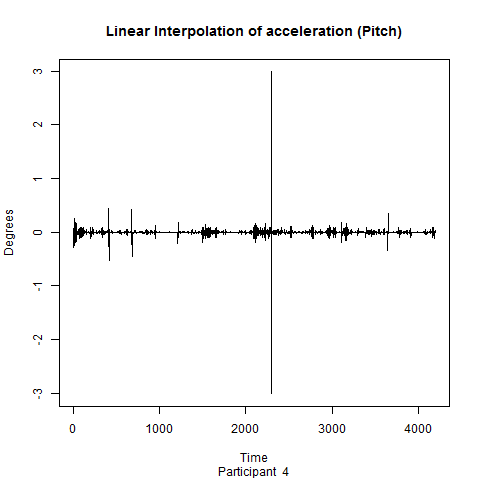 Linear Interpolation of acceleration (Pitch)
3
2
1
0
-1
-2
-3
Degrees
0 1000 2000 3000 4000
Time
Participant 4